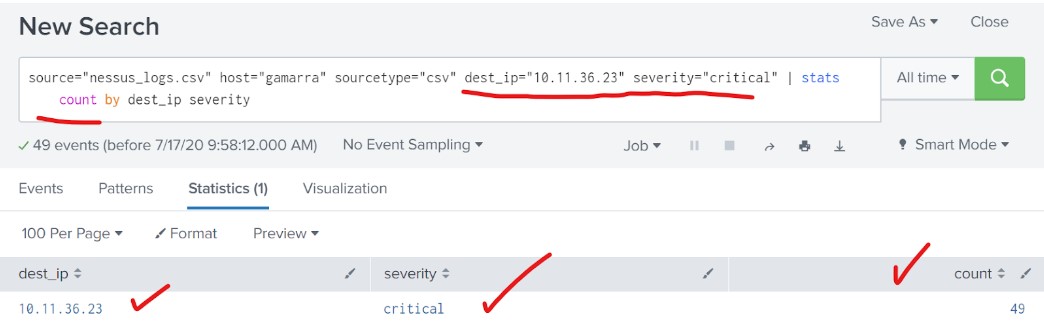 New Search
Save As Close
source="nessus_logs.csv" host="gamarra" sourcetype="csv" dest_ip="10.11.36.23" severity="critical" | stats
count by dest_ip severity
All time
49 events (before 7/17/20 9:58:12.000 AM) No Event Sampling Job Smart Mode
Events Patterns Statistics (1) Visualization
100 Per Page Format Preview
dest_ip severity count
10.11.36.23 critical 49